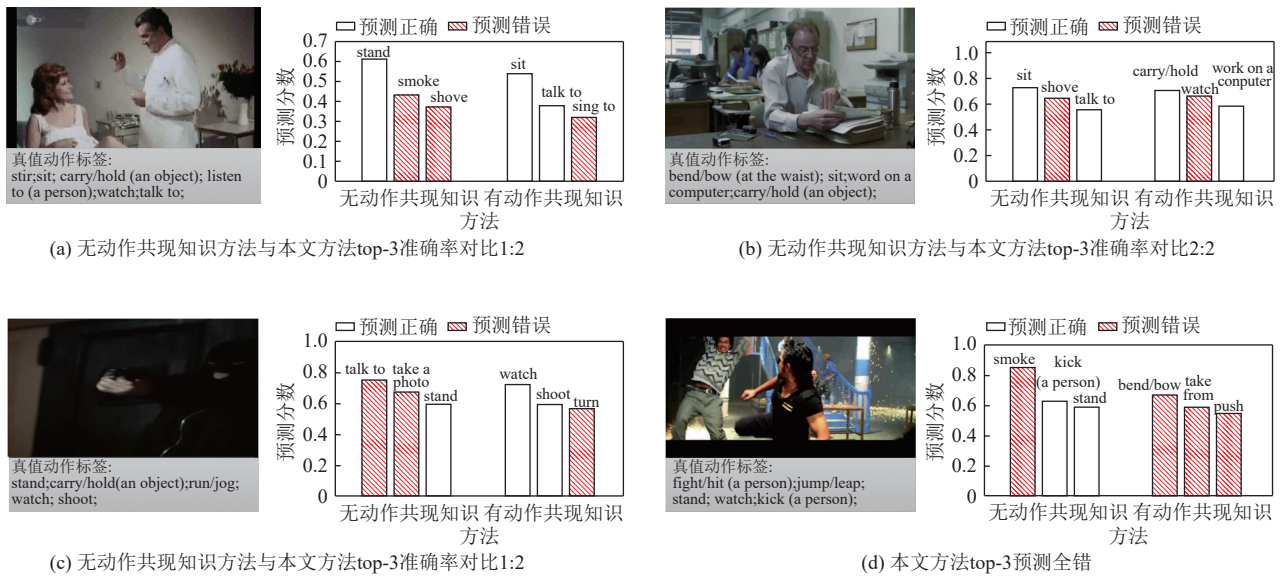 ZDF
真值动作标签:
stir;sit; carry/hold (an object); listen
to (a person);watch;talk to;
预测正确 预测错误
预测分数
0.7
0.6
0.5
0.4
0.3
0.2
0.1
0
stand
smoke
shove
sit
talk to
sing to
无动作共现知识 有动作共现知识
方法
(a) 无动作共现知识方法与本文方法top-3准确率对比1:2
真值动作标签:
bend/bow (at the waist); sit;word on a
computer;carry/hold (an object);
预测正确 预测错误
预测分数
1.0
0.8
0.6
0.4
0.2
0
sit
shove
talk to
carry/hold
watch
work on a
computer
无动作共现知识 有动作共现知识
方法
(b) 无动作共现知识方法与本文方法top-3准确率对比2:2
真值动作标签:
stand;carry/hold(an object);run/jog;
watch; shoot;
预测正确 预测错误
预测分数
1.0
0.8
0.6
0.4
0.2
0
talk to
take a
photo
stand
watch
shoot
turn
无动作共现知识 有动作共现知识
方法
(c) 无动作共现知识方法与本文方法top-3准确率对比1:2
真值动作标签:
fight/hit (a person);jump/leap;
stand; watch;kick (a person);
预测正确 预测错误
预测分数
1.0
0.8
0.6
0.4
0.2
0
smoke
kick
(a person)
stand
bend/bow
take
from
push
无动作共现知识 有动作共现知识
方法
(d) 本文方法top-3预测全错